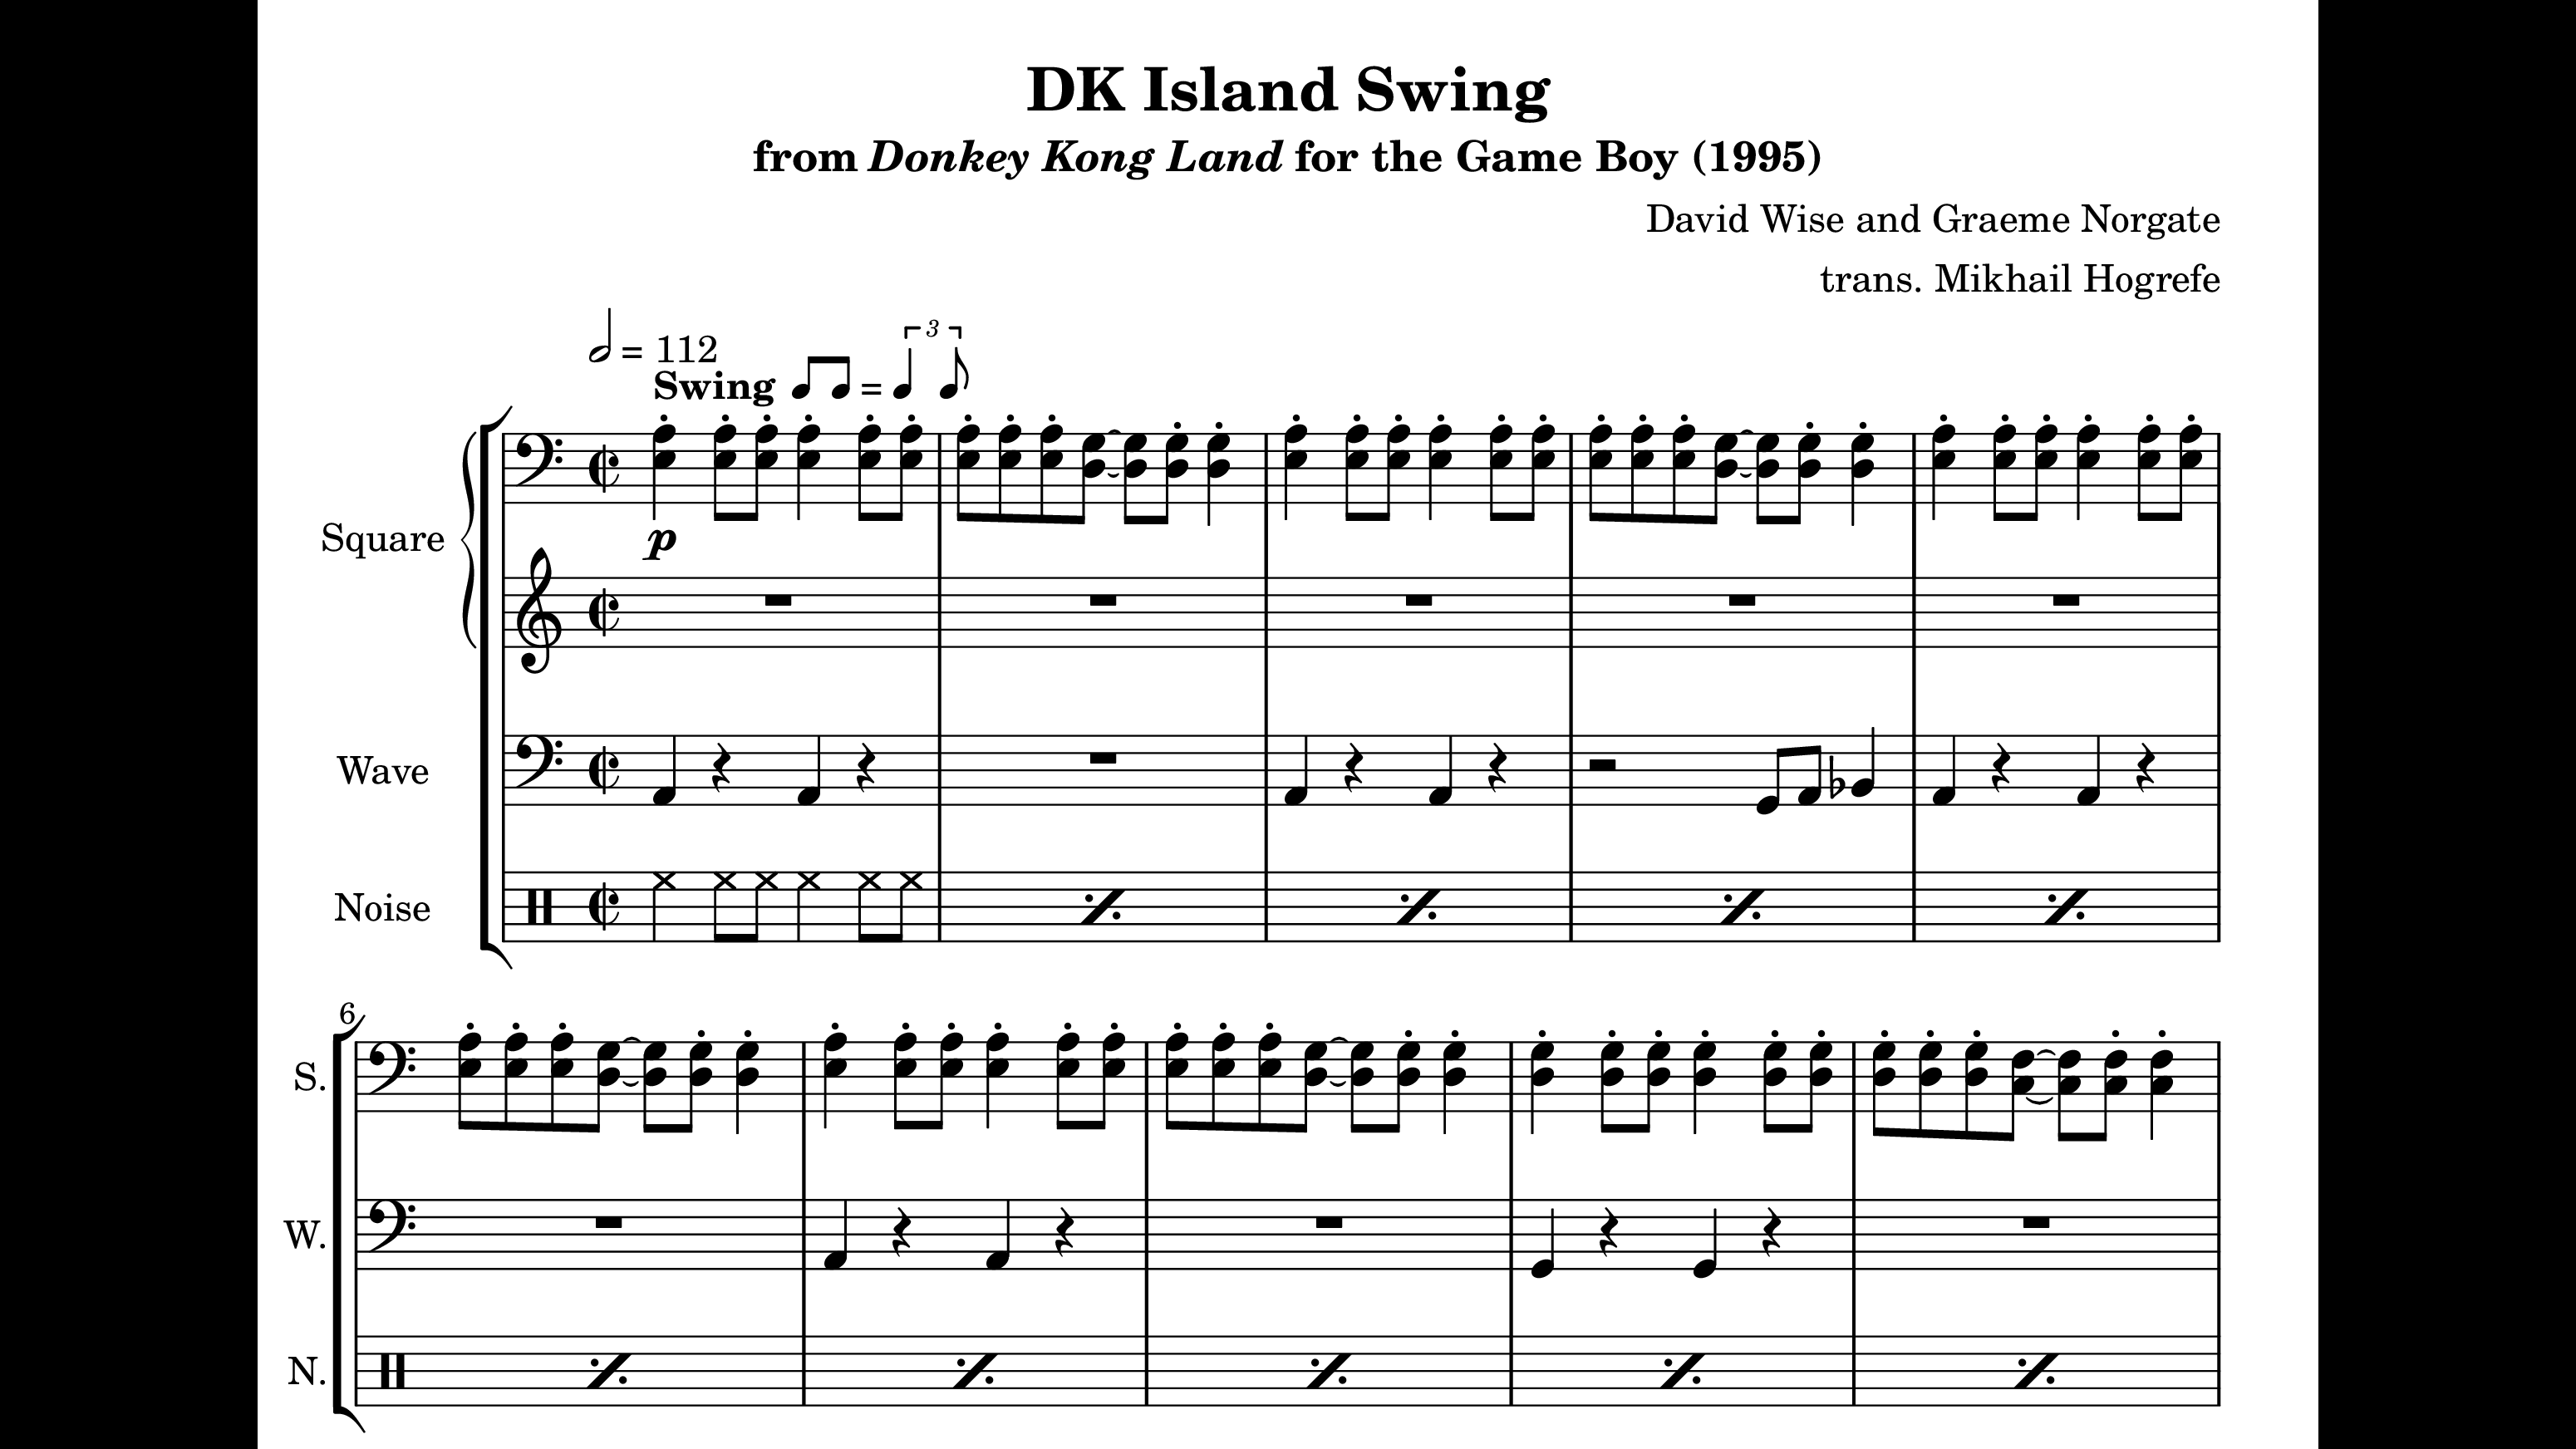 DK Island Swing
from Donkey Kong Land for the Game Boy (1995)
David Wise and Graeme Norgate
trans. Mikhail Hogrefe
= 112
3
Swing =
Square
p
Wave
Noise
6
S.
W.
N.